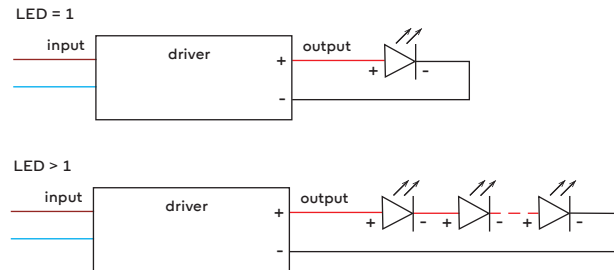 LED = 1
input driver + output + -
-
LED > 1
input driver + output + - + - + -
-